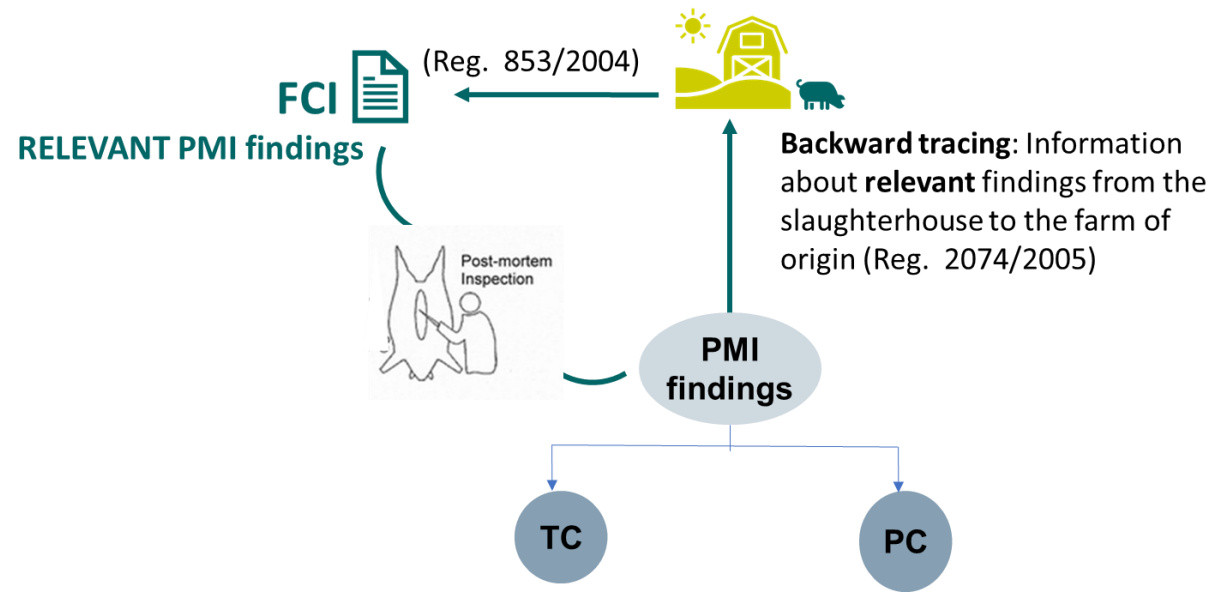 (Reg. 853/2004)
FCI
RELEVANT PMI findings
Backward tracing: Information
about relevant findings from the
slaughterhouse to the farm of
origin (Reg. 2074/2005)
Post-mortem
Inspection
PMI
findings
TC
PC